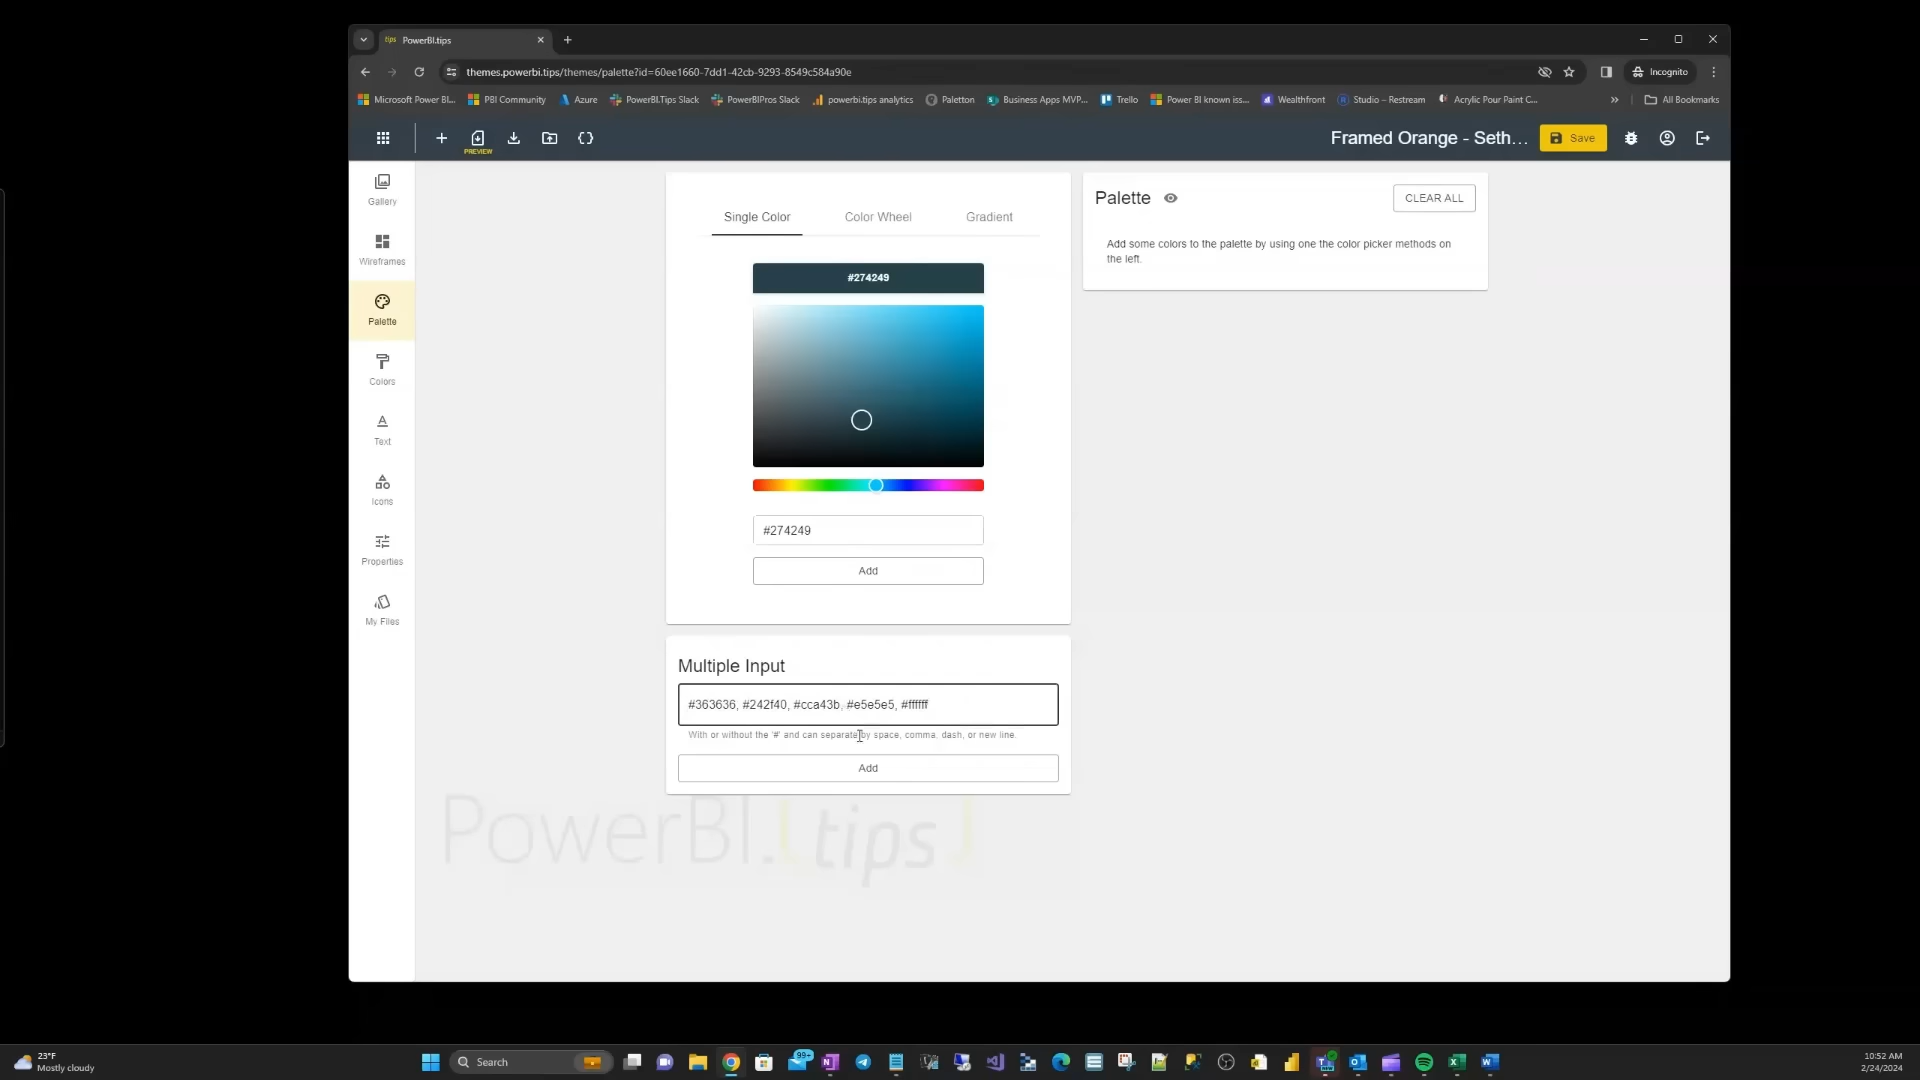 PowerBI.tips
themes.powerbi.tips/themes/palette?id=60ee1660-7dd1-42cb-9293-8549c584a90e
Incognito
Microsoft Power BI...
PBI Community
Azure
PowerBI.Tips Slack
PowerBIPros Slack
powerbi.tips analytics
Paletton
Business Apps MVP...
Trello
Power BI known iss...
Wealthfront
Studio – Restream
Acrylic Pour Paint C...
All Bookmarks
PREVIEW
Framed Orange - Seth...
Save
Gallery
Wireframes
Palette
Colors
Text
Icons
Properties
My Files
Single Color
Color Wheel
Gradient
#274249
#274249
Add
Multiple Input
#363636, #242f40, #cca43b, #e5e5e5, #ffffff
With or without the '#' and can separate by space, comma, dash, or new line.
Add
Palette
CLEAR ALL
Add some colors to the palette by using one the color picker methods on
the left.
PowerBI.tips
23°F
Mostly cloudy
Search
99+
10:52 AM
2/24/2024